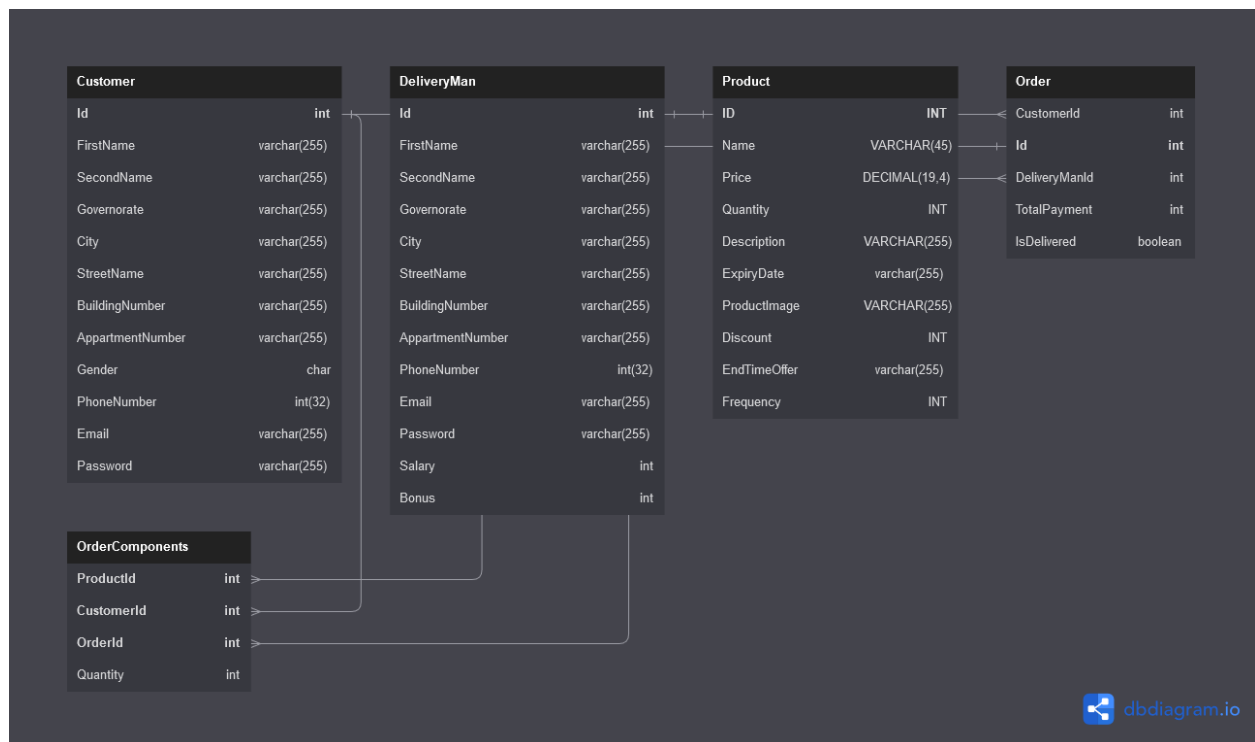 Customer
Id int
FirstName varchar(255)
SecondName varchar(255)
Governorate varchar(255)
City varchar(255)
StreetName varchar(255)
BuildingNumber varchar(255)
AppartmentNumber varchar(255)
Gender char
PhoneNumber int(32)
Email varchar(255)
Password varchar(255)
DeliveryMan
Id int
FirstName varchar(255)
SecondName varchar(255)
Governorate varchar(255)
City varchar(255)
StreetName varchar(255)
BuildingNumber varchar(255)
AppartmentNumber varchar(255)
PhoneNumber int(32)
Email varchar(255)
Password varchar(255)
Salary int
Bonus int
Product
ID INT
Name VARCHAR(45)
Price DECIMAL(19,4)
Quantity INT
Description VARCHAR(255)
ExpiryDate varchar(255)
ProductImage VARCHAR(255)
Discount INT
EndTimeOffer varchar(255)
Frequency INT
Order
CustomerId int
Id int
DeliveryManId int
TotalPayment int
IsDelivered boolean
OrderComponents
ProductId int
CustomerId int
OrderId int
Quantity int
dbdiagram.io